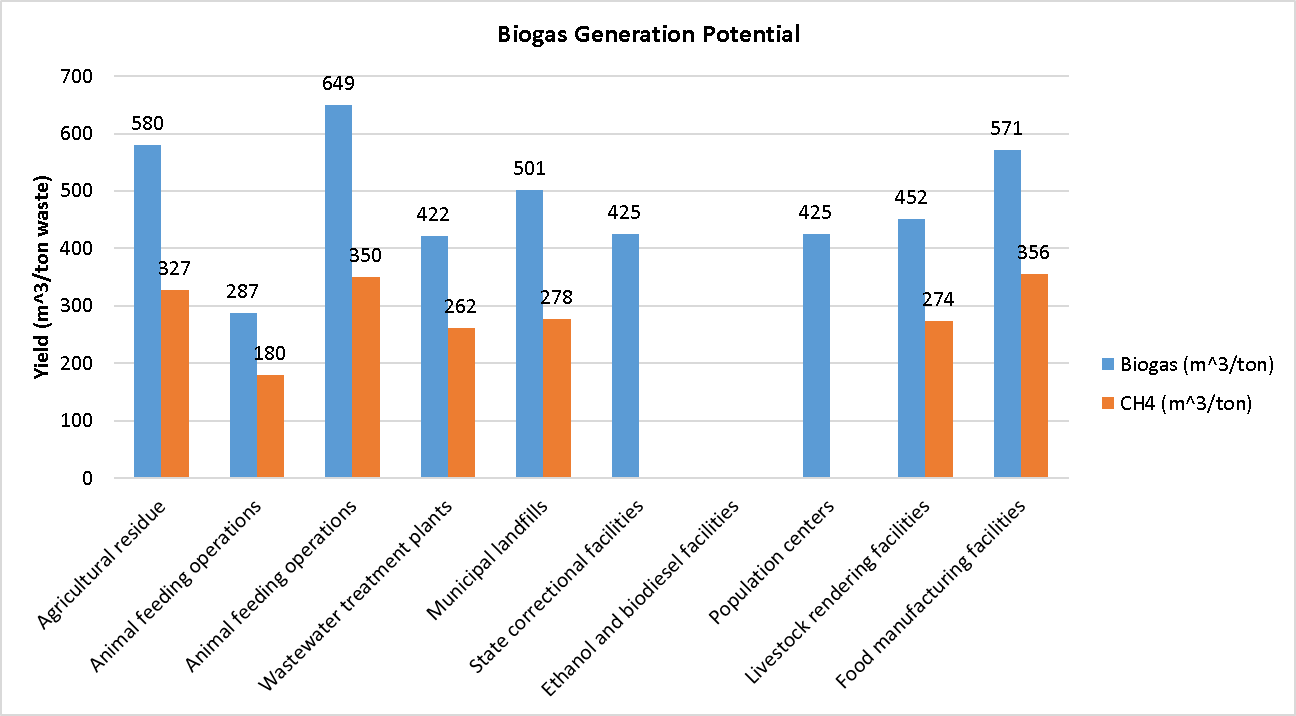 Biogas Generation Potential
Yield (m^3/ton waste)
700
600
500
400
300
200
100
0
580
327
287
180
649
350
422
262
501
278
425
425
452
274
571
356
Agricultural residue
Animal feeding operations
Animal feeding operations
Wastewater treatment plants
Municipal landfills
State correctional facilities
Ethanol and biodiesel facilities
Population centers
Livestock rendering facilities
Food manufacturing facilities
Biogas (m^3/ton)
CH4 (m^3/ton)